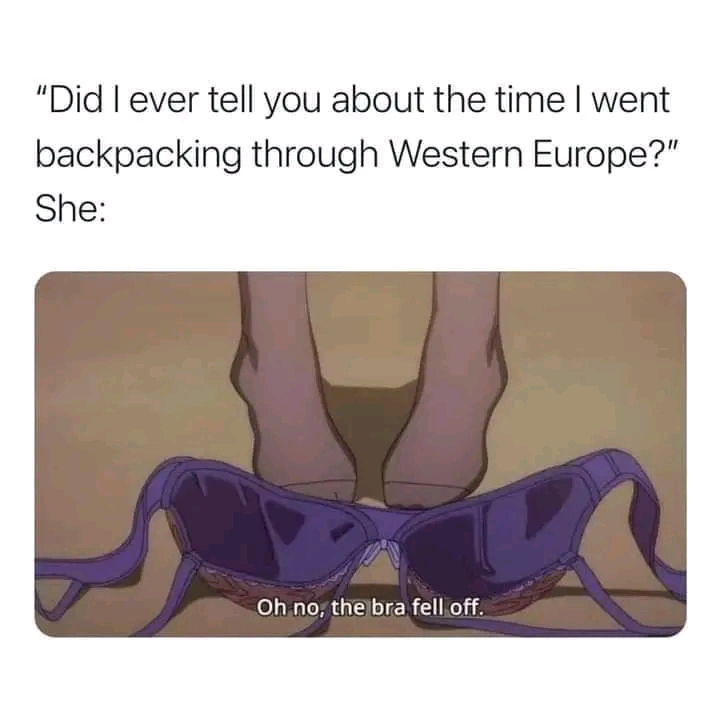 “Did I ever tell you about the time I went
backpacking through Western Europe?”
She:
Oh no, the bra fell off.